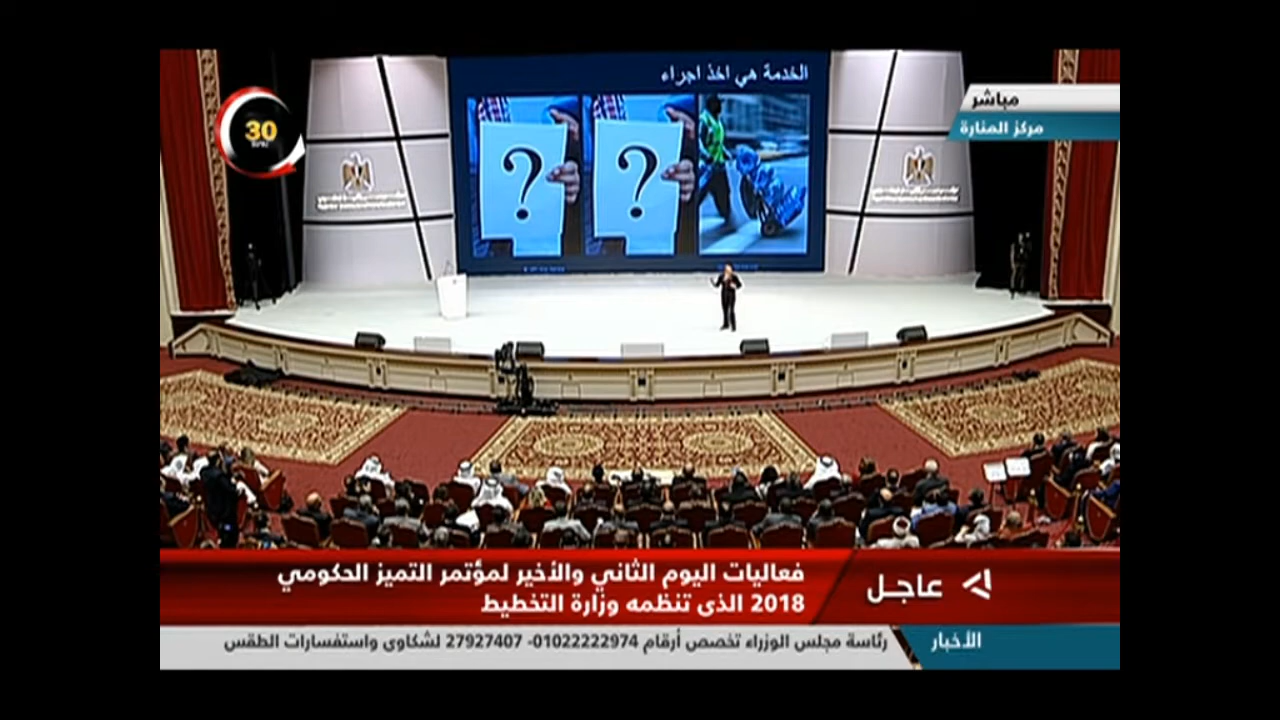 الخدمة هي اخذ اجراء
مباشر
مركز المنارة
30
?
?
عاجل
فعاليات اليوم الثاني والأخير لمؤتمر التميز الحكومي
2018 الذى تنظمه وزارة التخطيط
الأخبار
رئاسة مجلس الوزراء تخصص أرقام 01022222974- 27927407 لشكاوى واستفسارات الطقس